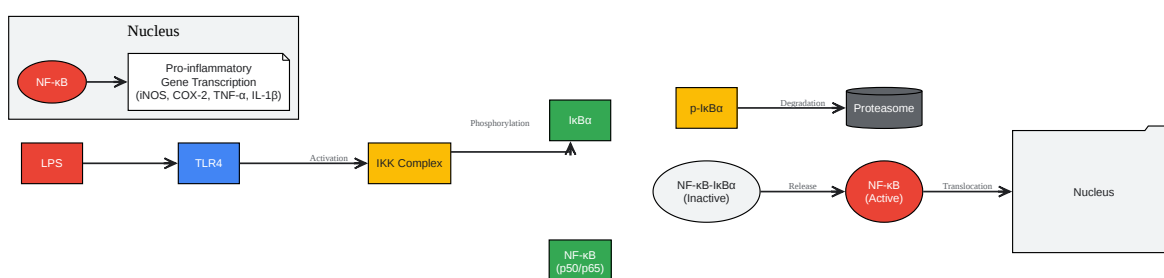 Nucleus
NF-κB
Pro-inflammatory
Gene Transcription
(iNOS, COX-2, TNF-α, IL-1β)
LPS
TLR4
Activation
IKK Complex
Phosphorylation
IκBα
NF-κB
(p50/p65)
p-IκBα
Degradation
Proteasome
NF-κB-IκBα
(Inactive)
Release
NF-κB
(Active)
Translocation
Nucleus